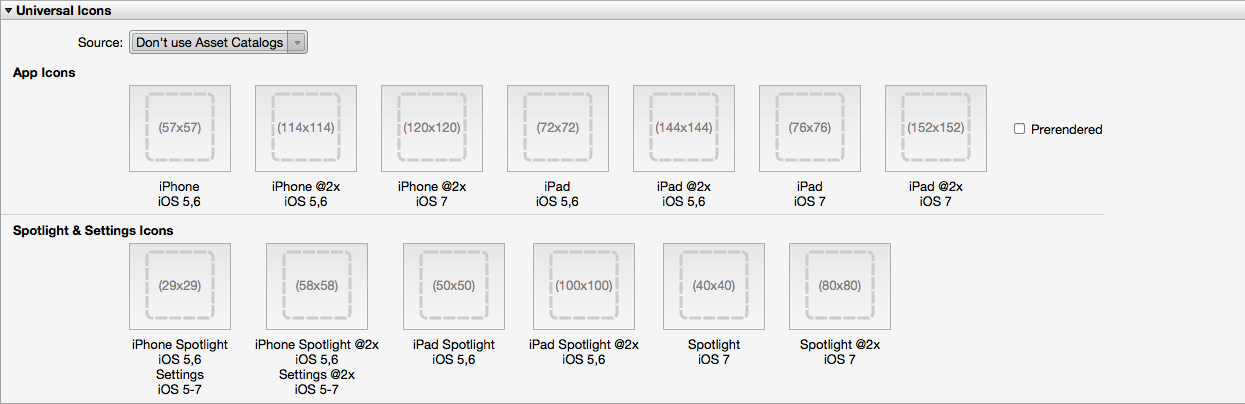 Universal Icons
Source: Don't use Asset Catalogs
App Icons
(57x57) (114x114) (120x120) (72x72) (144x144) (76x76) (152x152) Prerendered
iPhone iPhone @2x iPhone @2x iPad iPad @2x iPad iPad @2x
iOS 5,6 iOS 5,6 iOS 7 iOS 5,6 iOS 5,6 iOS 7 iOS 7
Spotlight & Settings Icons
(29x29) (58x58) (50x50) (100x100) (40x40) (80x80)
iPhone Spotlight iPhone Spotlight @2x iPad Spotlight iPad Spotlight @2x Spotlight Spotlight @2x
iOS 5,6 iOS 5,6 iOS 5,6 iOS 5,6 iOS 7 iOS 7
Settings Settings @2x
iOS 5-7 iOS 5-7